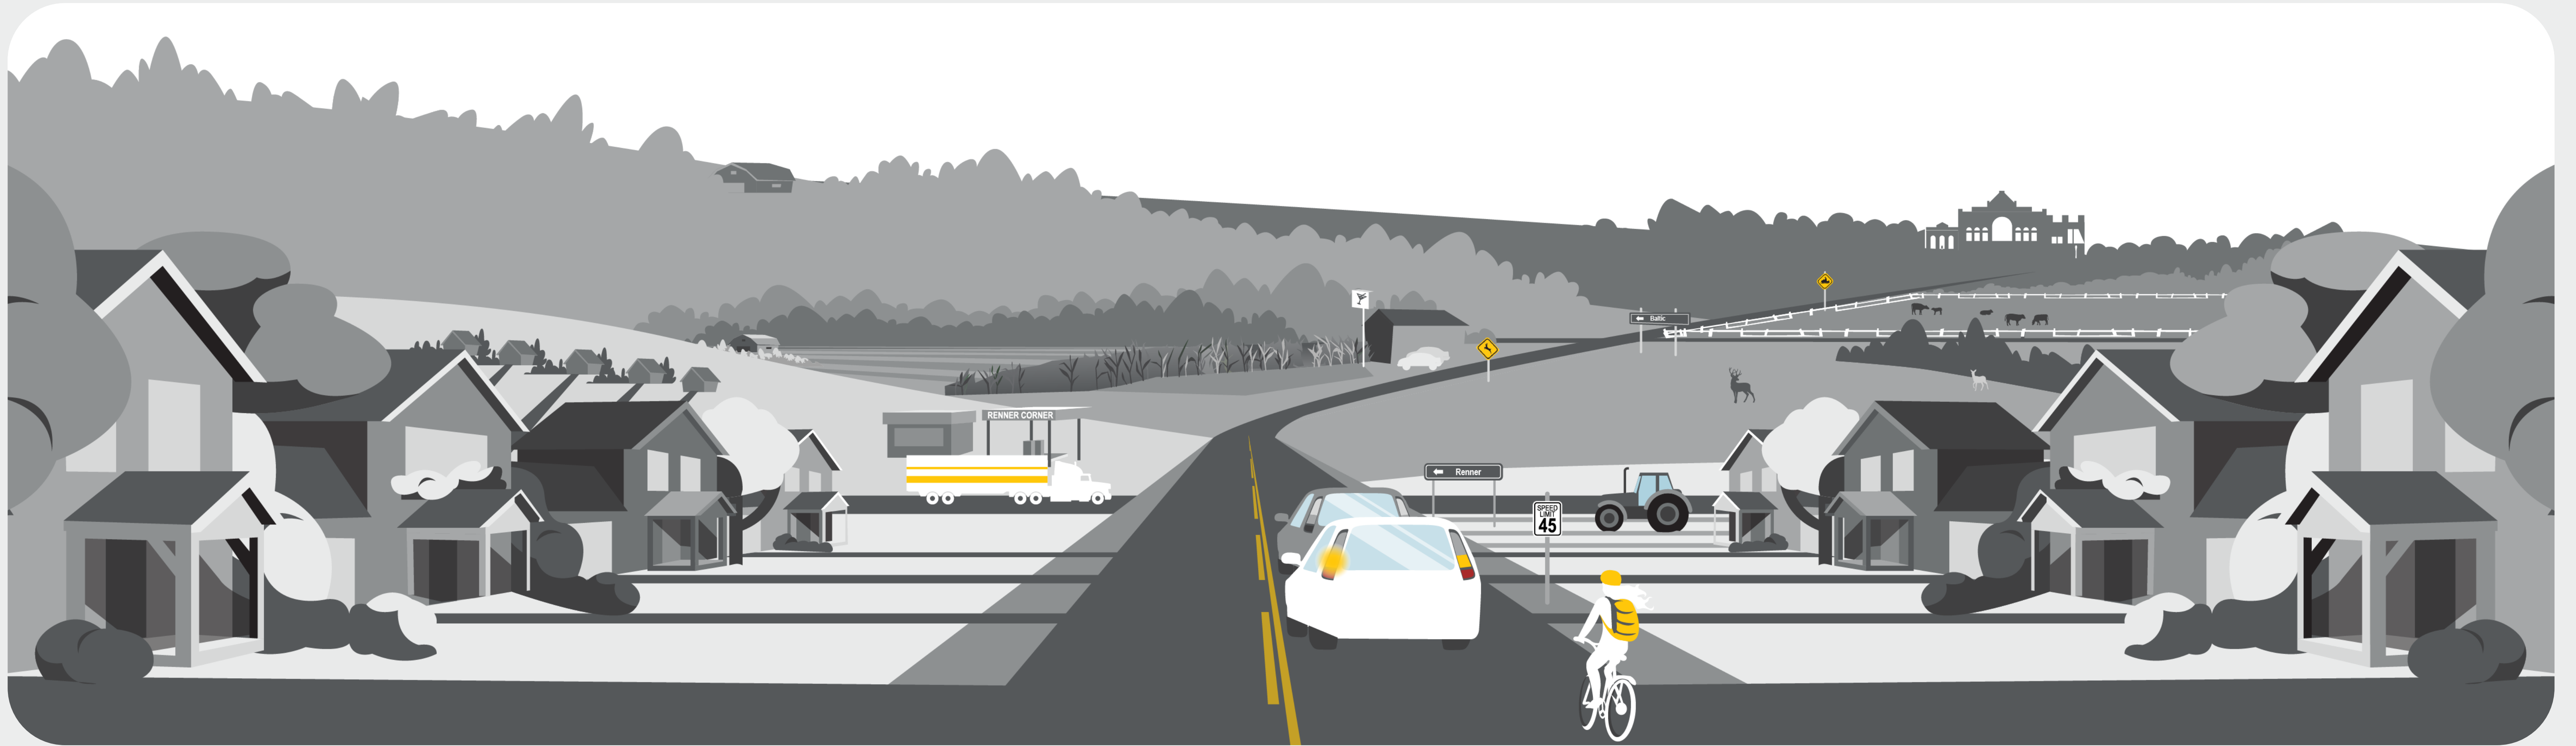 ← Baltic
RENNER CORNER
← Renner
SPEED
LIMIT
45